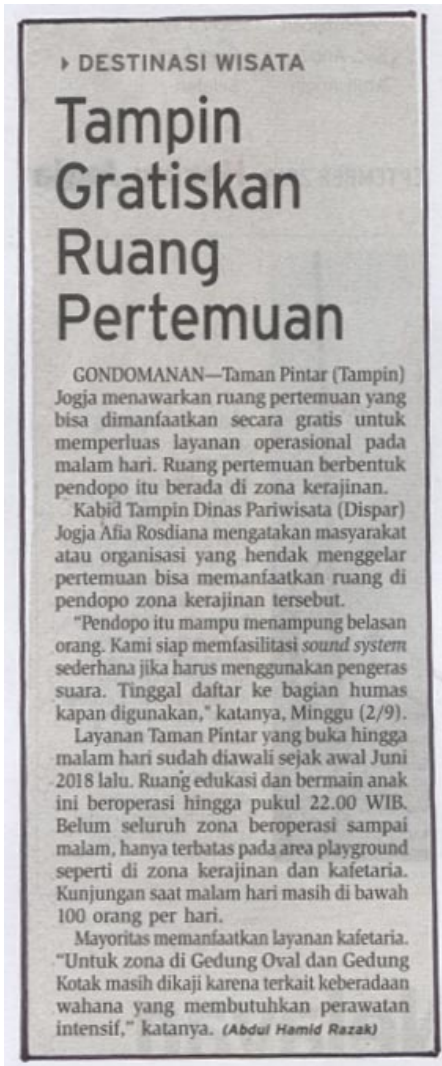 ▸ DESTINASI WISATA
Tampin
Gratiskan
Ruang
Pertemuan
GONDOMANAN—Taman Pintar (Tampin)
Jogja menawarkan ruang pertemuan yang
bisa dimanfaatkan secara gratis untuk
memperluas layanan operasional pada
malam hari. Ruang pertemuan berbentuk
pendopo itu berada di zona kerajinan.
Kabid Tampin Dinas Pariwisata (Dispar)
Jogja Afia Rosdiana mengatakan masyarakat
atau organisasi yang hendak menggelar
pertemuan bisa memanfaatkan ruang di
pendopo zona kerajinan tersebut.
“Pendopo itu mampu menampung belasan
orang. Kami siap memfasilitasi sound system
sederhana jika harus menggunakan pengeras
suara. Tinggal daftar ke bagian humas
kapan digunakan," katanya, Minggu (2/9).
Layanan Taman Pintar yang buka hingga
malam hari sudah diawali sejak awal Juni
2018 lalu. Ruang edukasi dan bermain anak
ini beroperasi hingga pukul 22.00 WIB.
Belum seluruh zona beroperasi sampai
malam, hanya terbatas pada area playground
seperti di zona kerajinan dan kafetaria.
Kunjungan saat malam hari masih di bawah
100 orang per hari.
Mayoritas memanfaatkan layanan kafetaria.
“Untuk zona di Gedung Oval dan Gedung
Kotak masih dikaji karena terkait keberadaan
wahana yang membutuhkan perawatan
intensif,” katanya. (Abdul Hamid Razak)